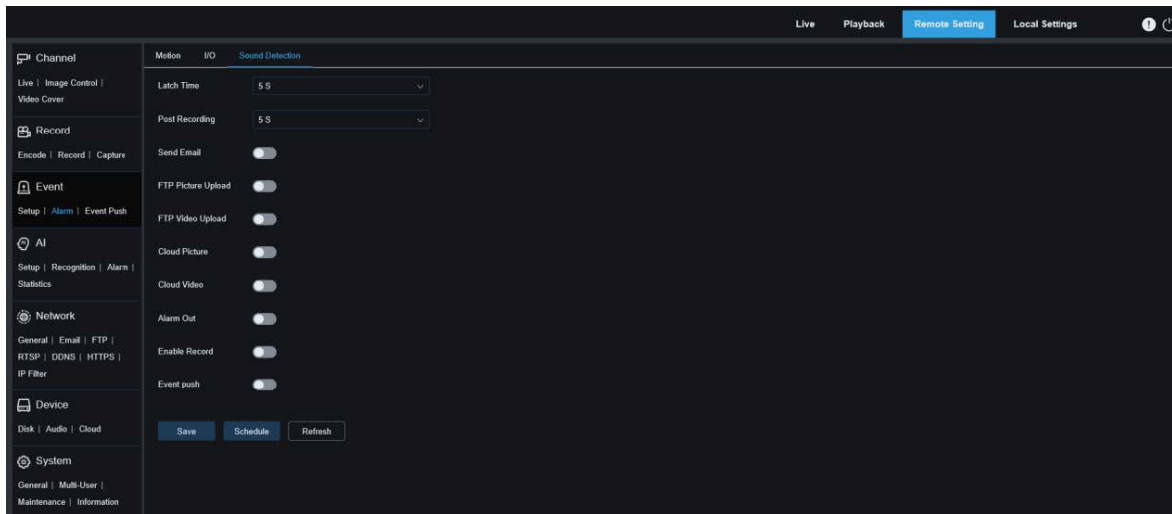 Live Playback Remote Setting Local Settings
Channel
Live | Image Control |
Video Cover
Record
Encode | Record | Capture
Event
Setup | Alarm | Event Push
AI
Setup | Recognition | Alarm |
Statistics
Network
General | Email | FTP |
RTSP | DDNS | HTTPS |
IP Filter
Device
Disk | Audio | Cloud
System
General | Multi-User |
Maintenance | Information
Motion I/O Sound Detection
Latch Time 5 S
Post Recording 5 S
Send Email
FTP Picture Upload
FTP Video Upload
Cloud Picture
Cloud Video
Alarm Out
Enable Record
Event push
Save Schedule Refresh